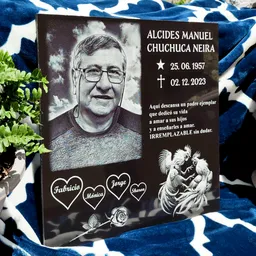 ALCIDES MANUEL
CHUCHUCA NEIRA
25. 06. 1957
02. 12. 2023
Aqui descansa un padre ejemplar
que dedicó su vida
a amar a sus hijos
y a enseñarles a amar.
IRREMPLAZABLE sin dudar.
Fabricio
Mónica
Jorge